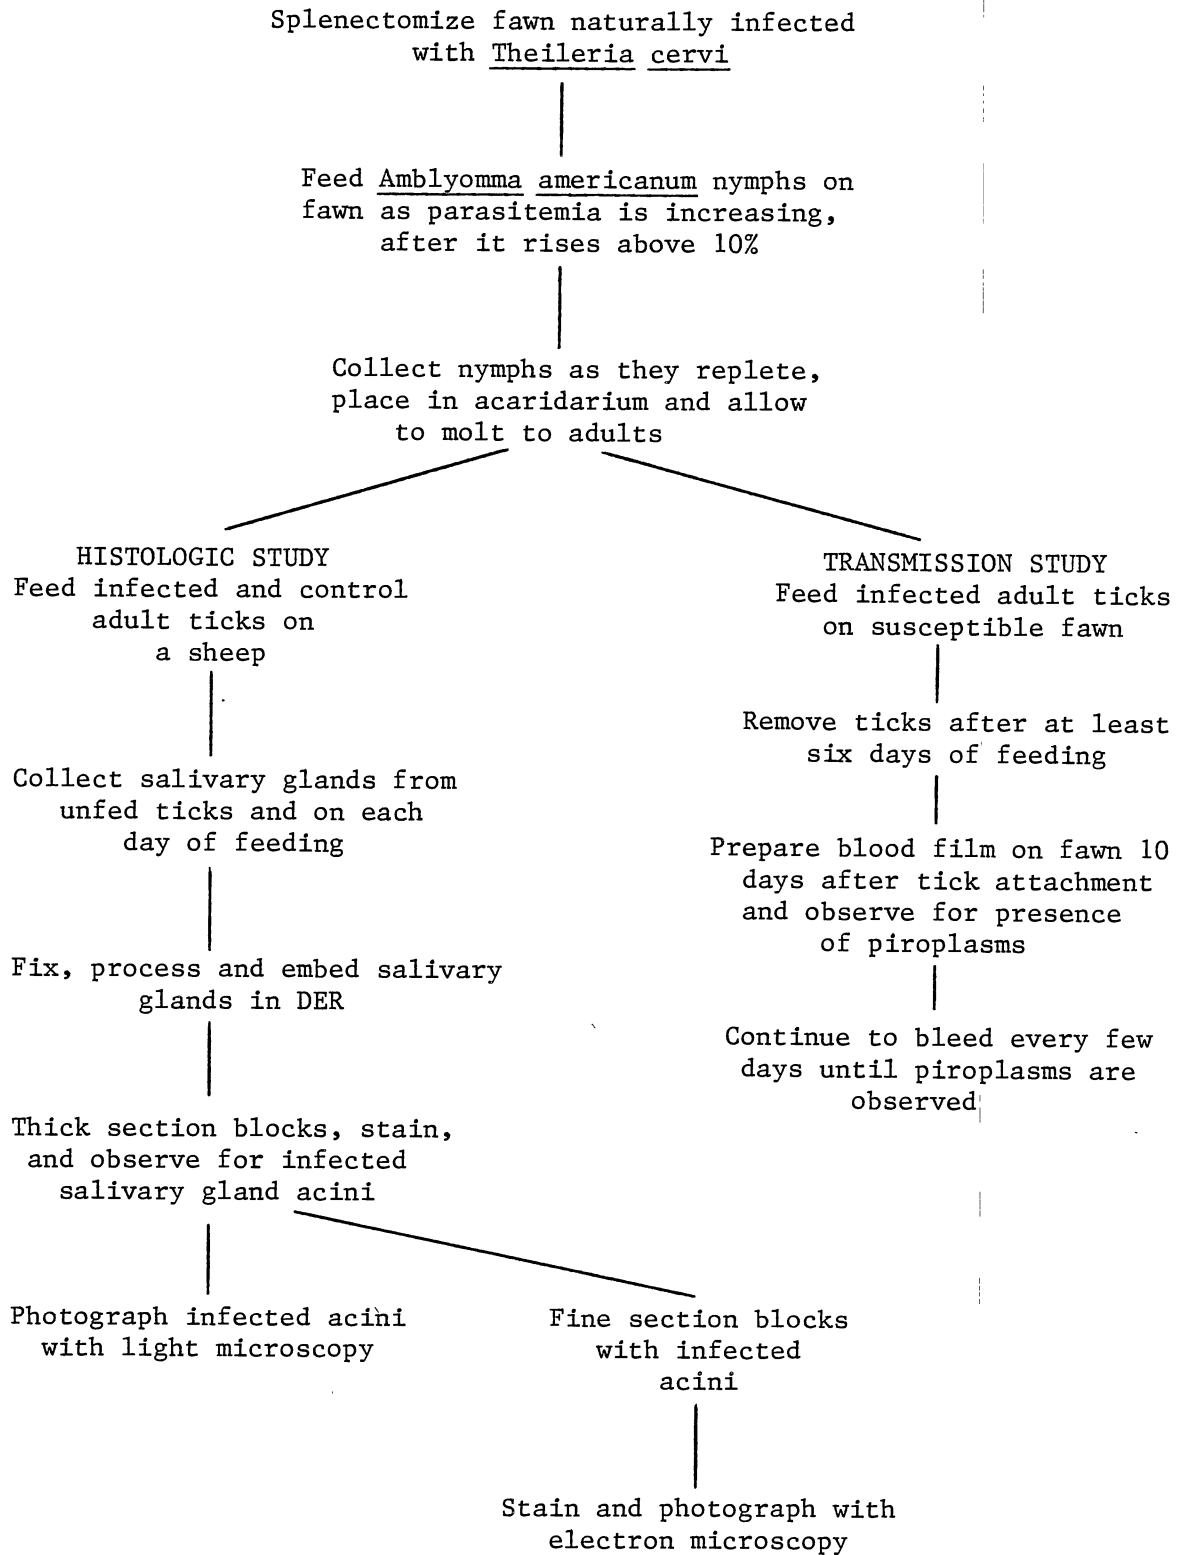 Splenectomize fawn naturally infected
with Theileria cervi
Feed Amblyomma americanum nymphs on
fawn as parasitemia is increasing,
after it rises above 10%
Collect nymphs as they replete,
place in acaridarium and allow
to molt to adults
HISTOLOGIC STUDY
Feed infected and control
adult ticks on
a sheep
Collect salivary glands from
unfed ticks and on each
day of feeding
Fix, process and embed salivary
glands in DER
Thick section blocks, stain,
and observe for infected
salivary gland acini
Photograph infected acini
with light microscopy
Fine section blocks
with infected
acini
Stain and photograph with
electron microscopy
TRANSMISSION STUDY
Feed infected adult ticks
on susceptible fawn
Remove ticks after at least
six days of feeding
Prepare blood film on fawn 10
days after tick attachment
and observe for presence
of piroplasms
Continue to bleed every few
days until piroplasms are
observed